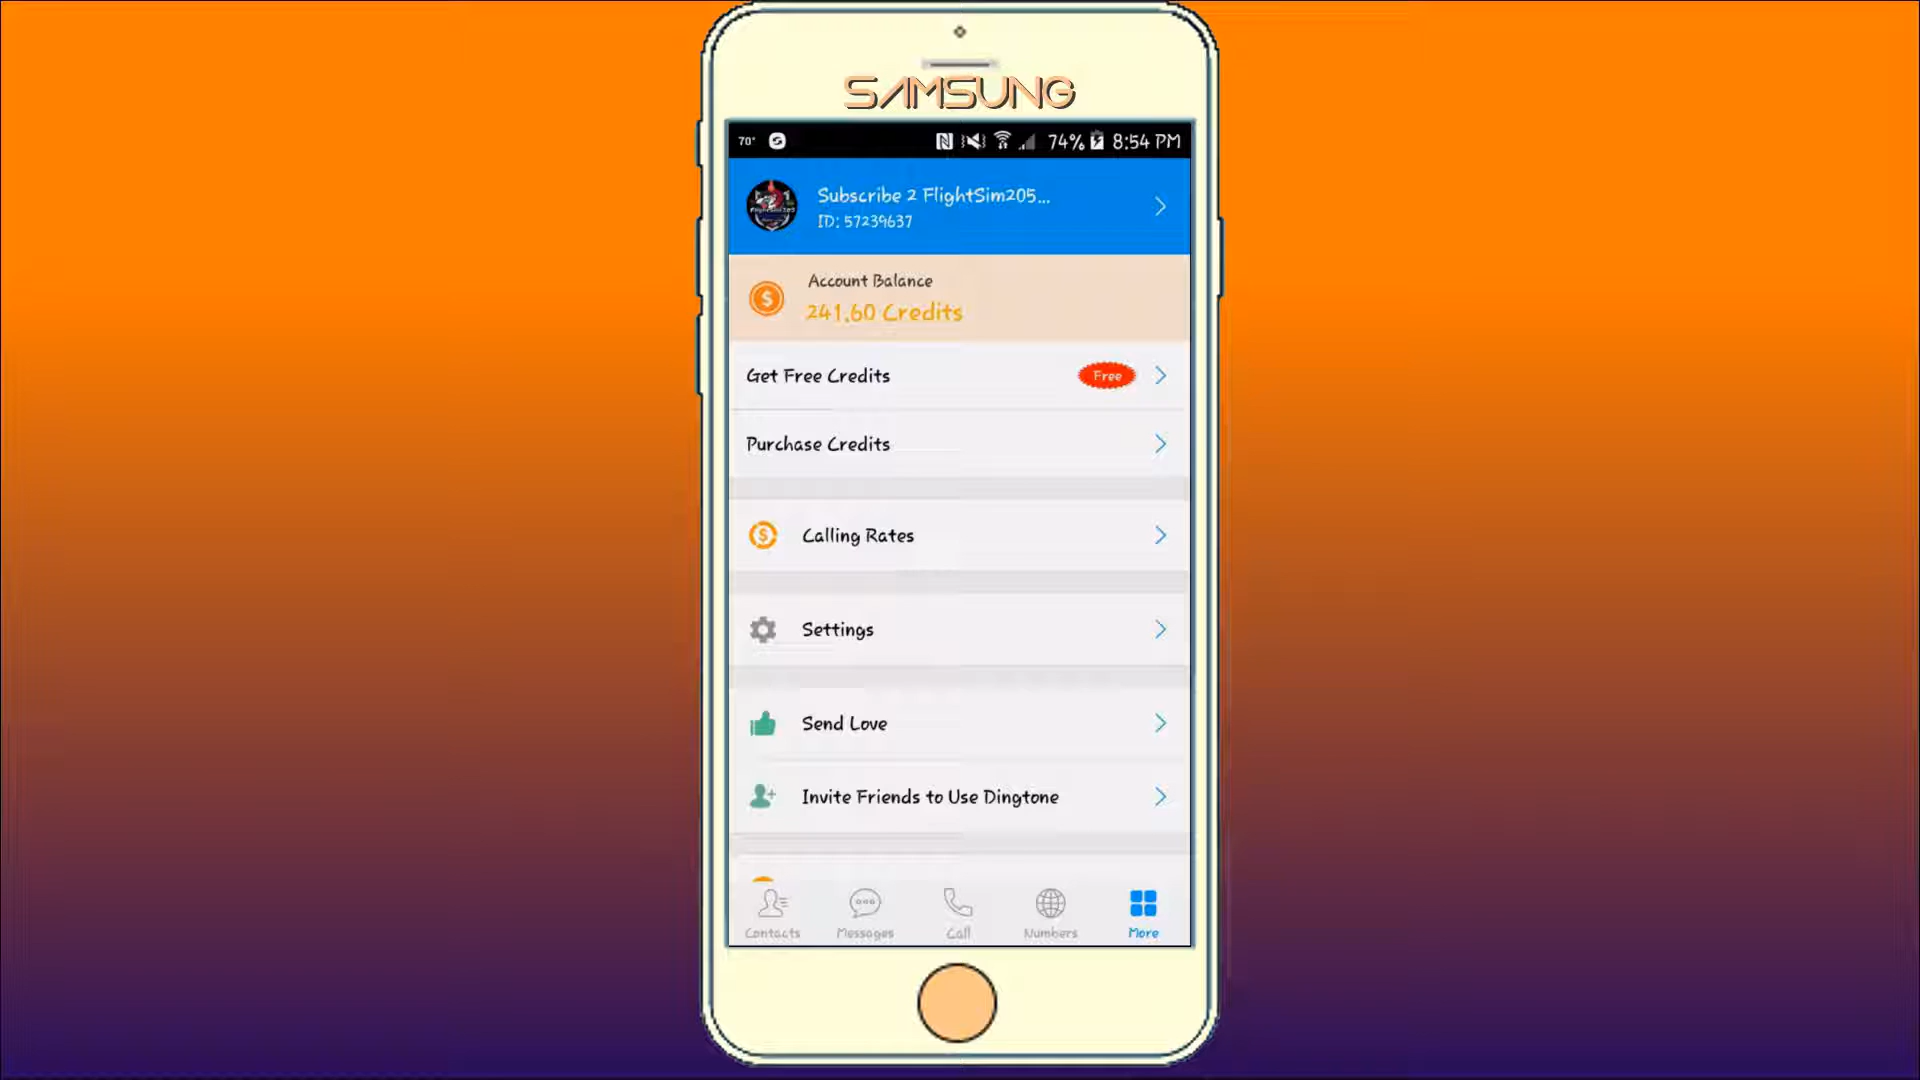 SAMSUNG
70° 74% 8:54 PM
Subscribe 2 FlightSim205...
ID: 57239637
Account Balance
241.60 Credits
Get Free Credits Free
Purchase Credits
Calling Rates
Settings
Send Love
Invite Friends to Use Dingtone
Contacts Messages Call Numbers More